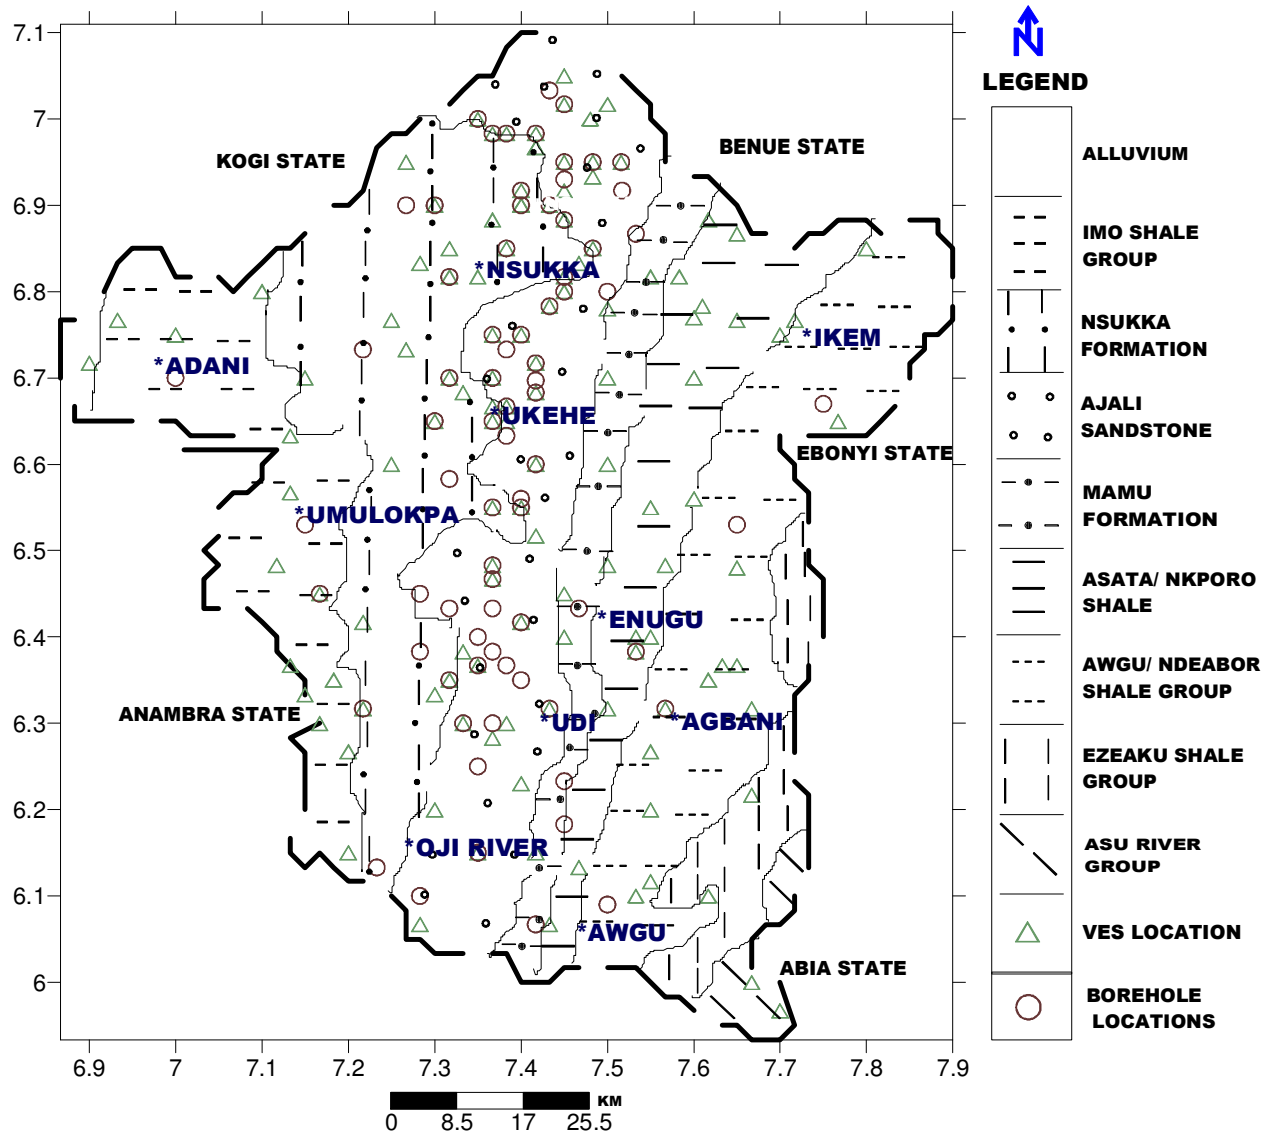 7.1
7
6.9
6.8
6.7
6.6
6.5
6.4
6.3
6.2
6.1
6
6.9
7
7.1
7.2
7.3
7.4
7.5
7.6
7.7
7.8
7.9
KOGI STATE
BENUE STATE
*NSUKKA
*IKEM
*ADANI
*UKEHE
EBONYI STATE
*UMULOKPA
*ENUGU
ANAMBRA STATE
*UDI
*AGBANI
*OJI RIVER
*AWGU
ABIA STATE
KM
0
8.5
17
25.5
N
LEGEND
ALLUVIUM
IMO SHALE
GROUP
NSUKKA
FORMATION
AJALI
SANDSTONE
MAMU
FORMATION
ASATA/ NKPORO
SHALE
AWGU/ NDEABOR
SHALE GROUP
EZEAKU SHALE
GROUP
ASU RIVER
GROUP
VES LOCATION
BOREHOLE
LOCATIONS